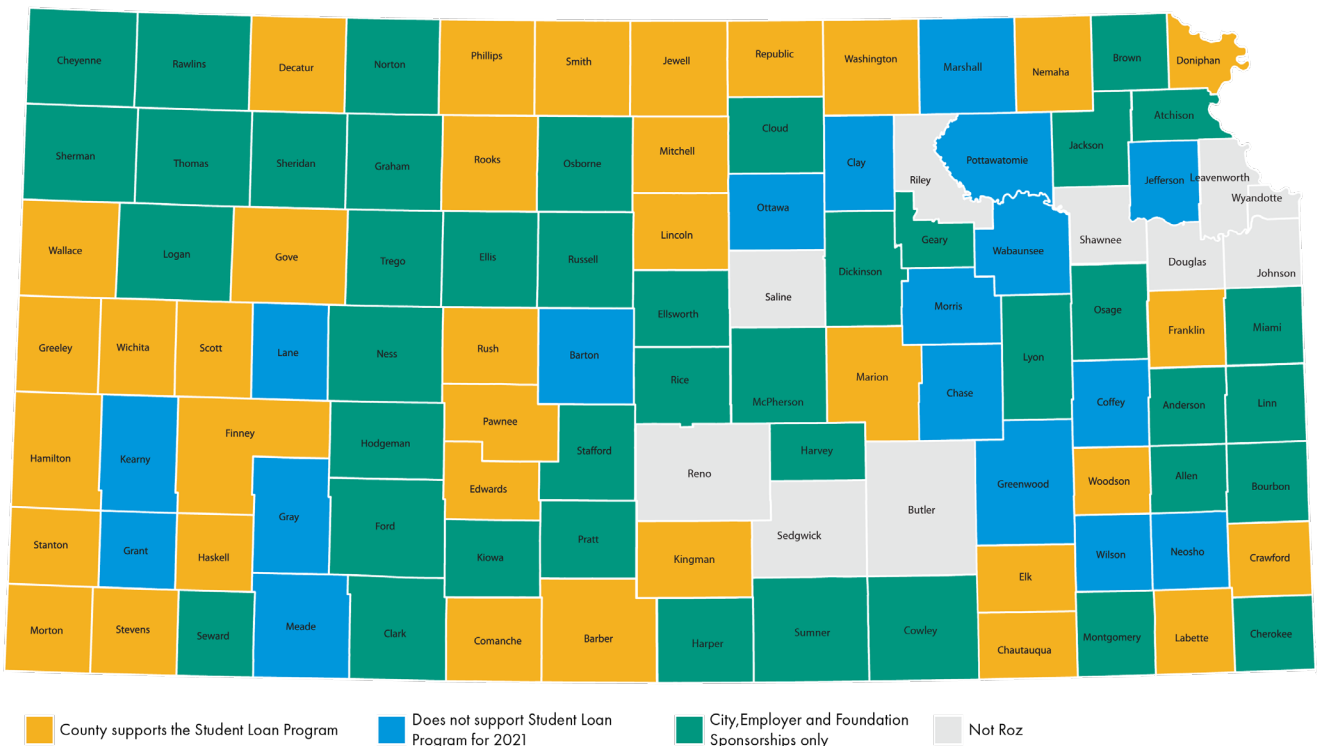 Cheyenne
Rawlins
Decatur
Norton
Phillips
Smith
Jewell
Republic
Washington
Marshall
Nemaha
Brown
Doniphan
Sherman
Thomas
Sheridan
Graham
Rooks
Osborne
Mitchell
Cloud
Clay
Riley
Pottawatomie
Jackson
Atchison
Jefferson
Leavenworth
Wyandotte
Ottawa
Wallace
Logan
Gove
Trego
Ellis
Russell
Lincoln
Saline
Dickinson
Geary
Wabaunsee
Shawnee
Douglas
Johnson
Ellsworth
Morris
Osage
Franklin
Miami
Greeley
Wichita
Scott
Lane
Ness
Rush
Barton
Rice
McPherson
Marion
Chase
Lyon
Coffey
Anderson
Linn
Hamilton
Kearny
Finney
Hodgeman
Pawnee
Stafford
Reno
Harvey
Butler
Greenwood
Woodson
Allen
Bourbon
Edwards
Gray
Ford
Stanton
Grant
Haskell
Kiowa
Pratt
Kingman
Sedgwick
Elk
Wilson
Neosho
Crawford
Morton
Stevens
Seward
Meade
Clark
Comanche
Barber
Harper
Sumner
Cowley
Chautauqua
Montgomery
Labette
Cherokee
County supports the Student Loan Program
Does not support Student Loan
Program for 2021
City,Employer and Foundation
Sponsorships only
Not Roz